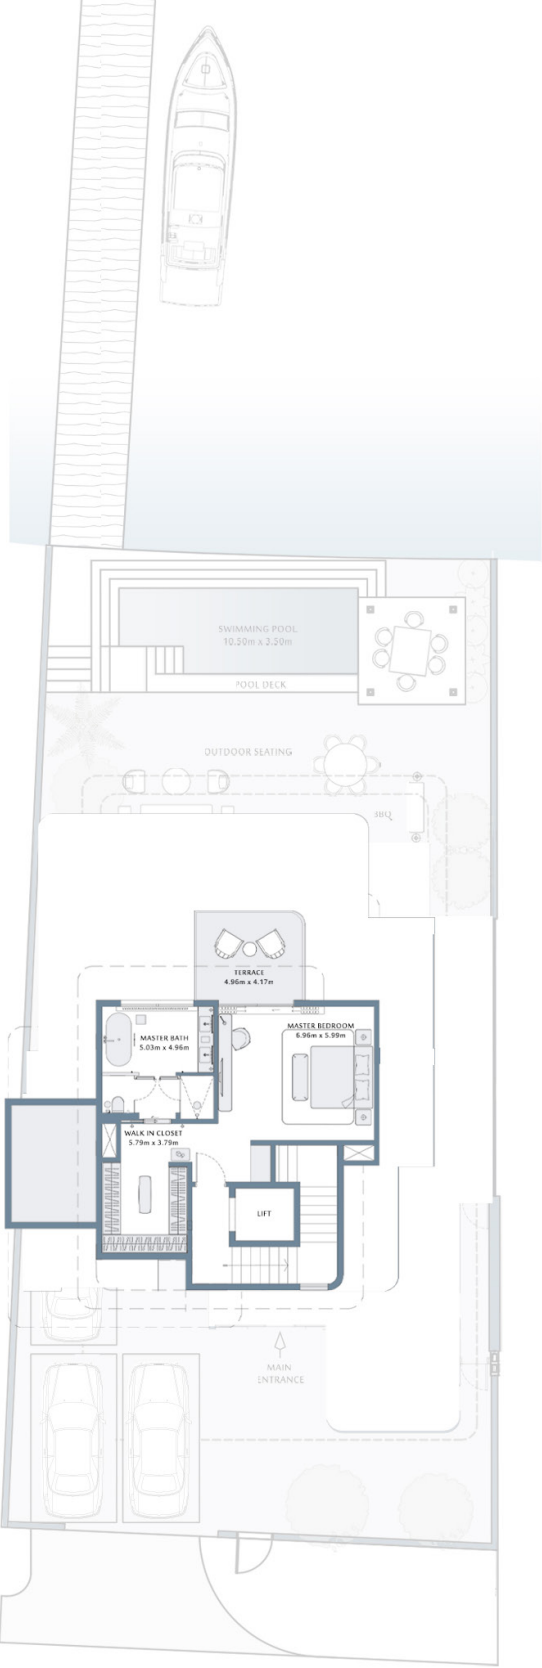 SWIMMING POOL
10.50m x 3.50m
POOL DECK
OUTDOOR SEATING
BBQ
TERRACE
4.96m x 4.17m
MASTER BATH
5.03m x 4.96m
MASTER BEDROOM
6.96m x 5.99m
WALK IN CLOSET
5.79m x 3.79m
LIFT
MAIN
ENTRANCE